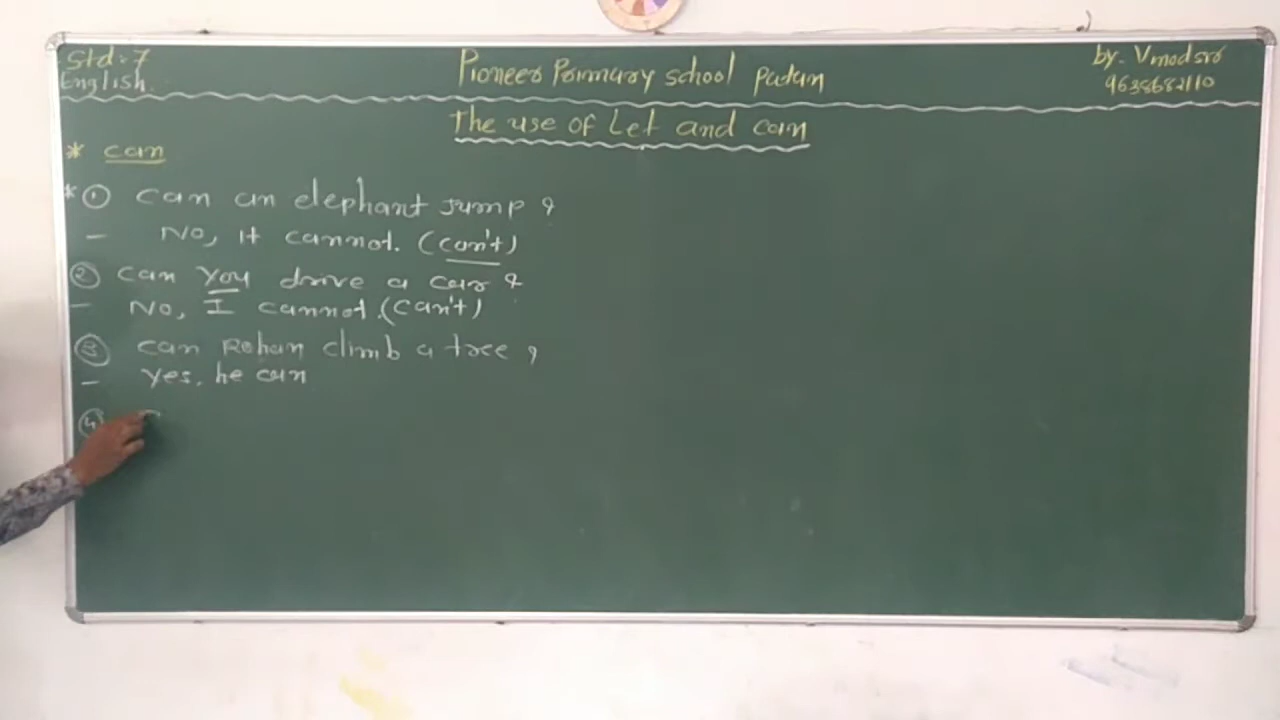 Std:7
English.
Pioneer Primary school Padan
by. Vinod sir
9638682110
The use of Let and can
* can
* ① can an elephant jump ?
- No, It cannot. (can't)
② can you drive a car ?
- No, I cannot. (can't)
③ can Rohan climb a tree ?
- Yes, he can
④